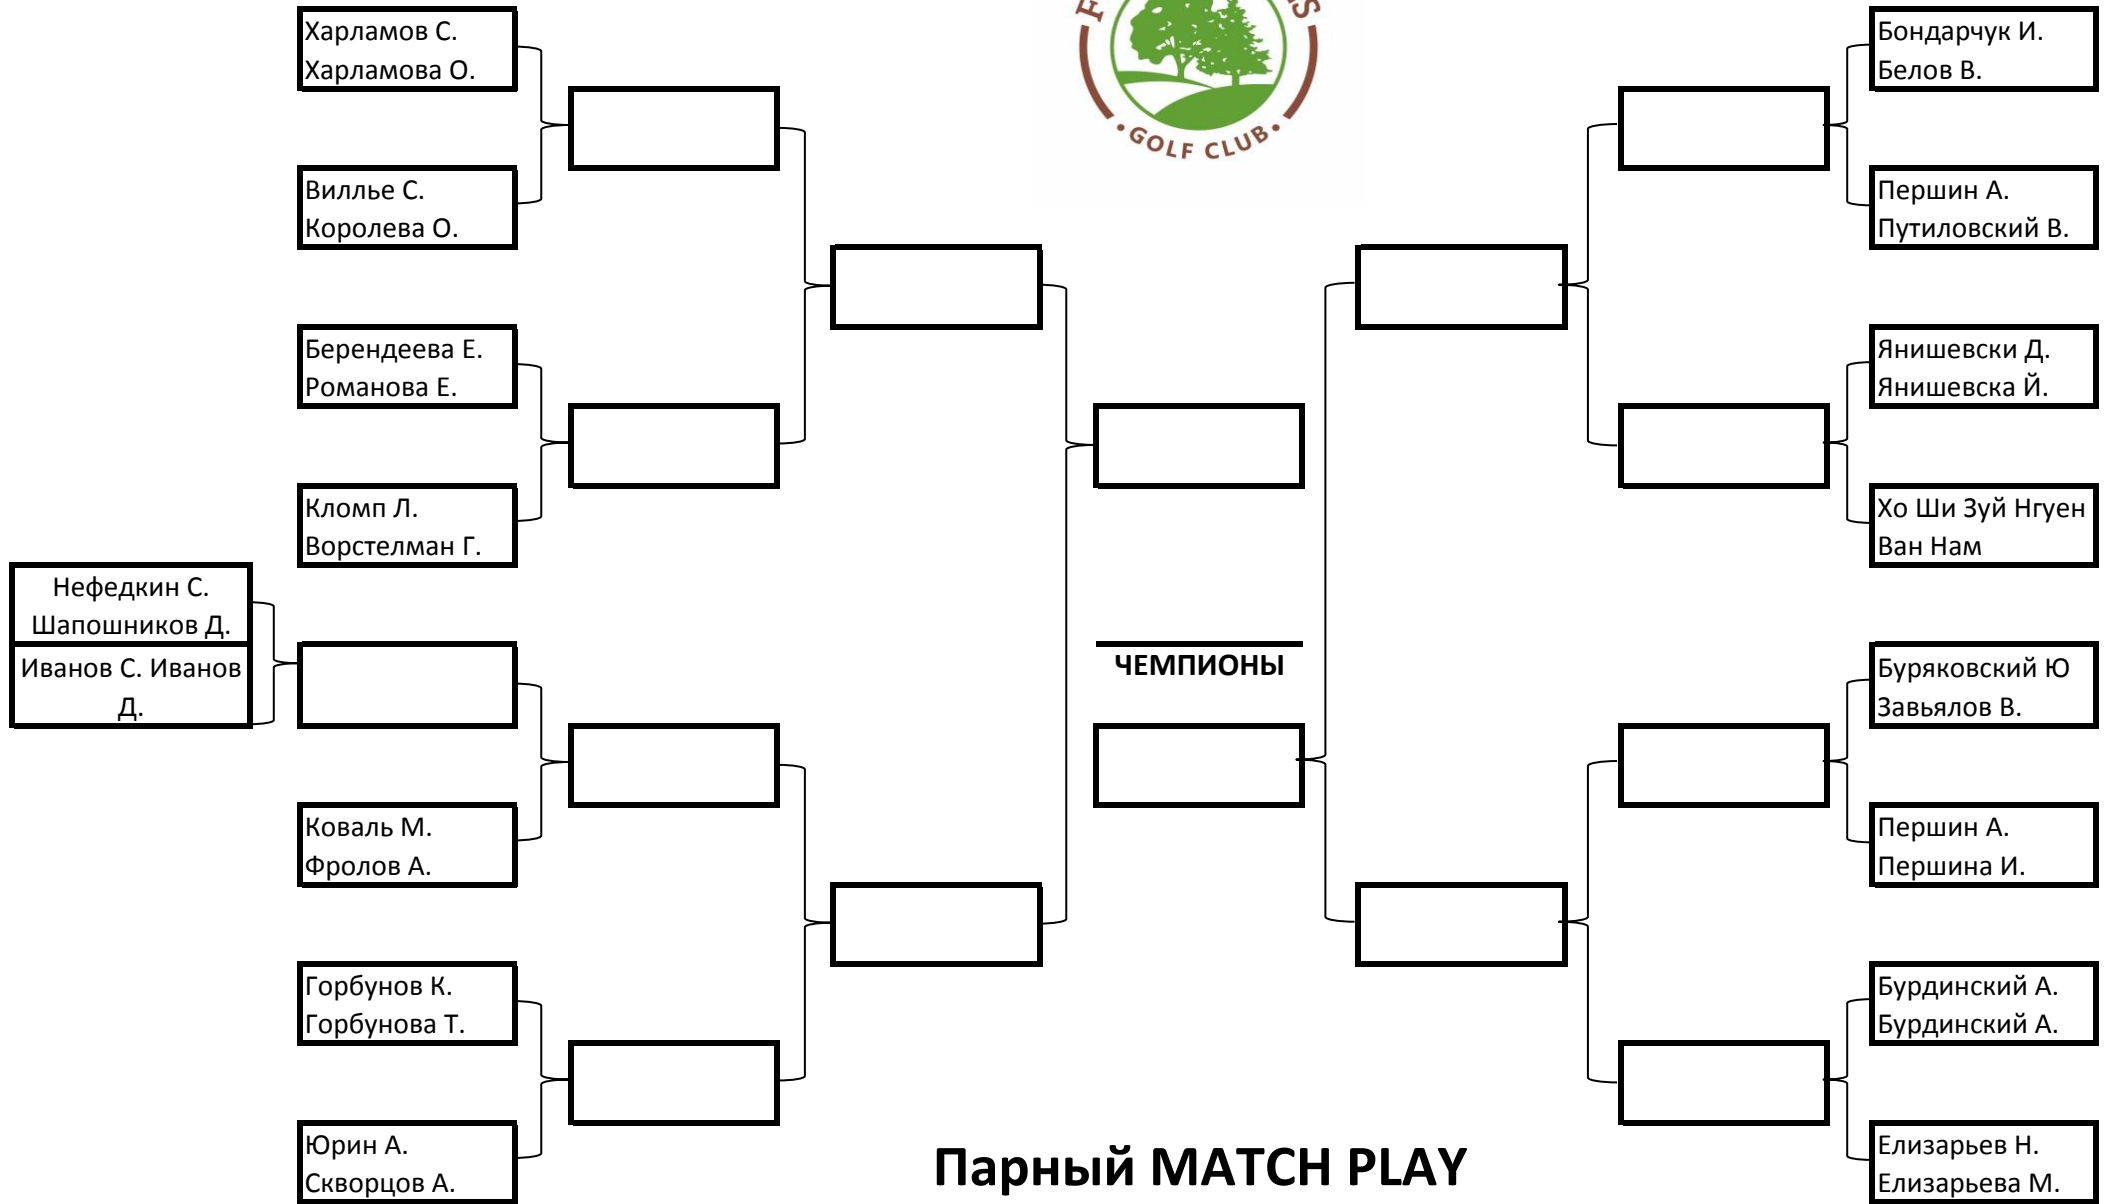 GOLF CLUB
Харламов С.
Харламова О.
Виллье С.
Королева О.
Берендеева Е.
Романова Е.
Кломп Л.
Ворстелман Г.
Нефедкин С.
Шапошников Д.
Иванов С. Иванов
Д.
Коваль М.
Фролов А.
Горбунов К.
Горбунова Т.
Юрин А.
Скворцов А.
ЧЕМПИОНЫ
Бондарчук И.
Белов В.
Першин А.
Путиловский В.
Янишевски Д.
Янишевска Й.
Хо Ши Зуй Нгуен
Ван Нам
Буряковский Ю
Завьялов В.
Першин А.
Першина И.
Бурдинский А.
Бурдинский А.
Елизарьев Н.
Елизарьева М.
Парный MATCH PLAY